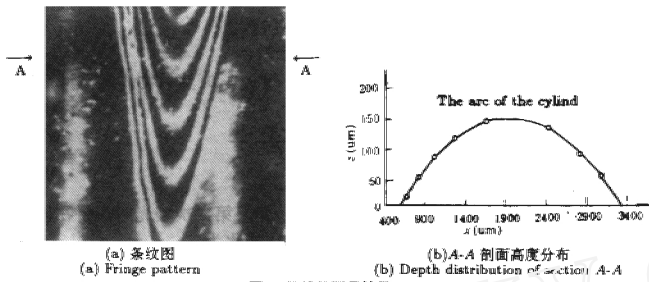 A
A
(a) 条纹图
(a) Fringe pattern
The arc of the cylind
z(um)
200
150
100
50
0
400
900
1400
1900
2400
2900
3400
x(um)
(b)A-A 剖面高度分布
(b) Depth distribution of section A-A